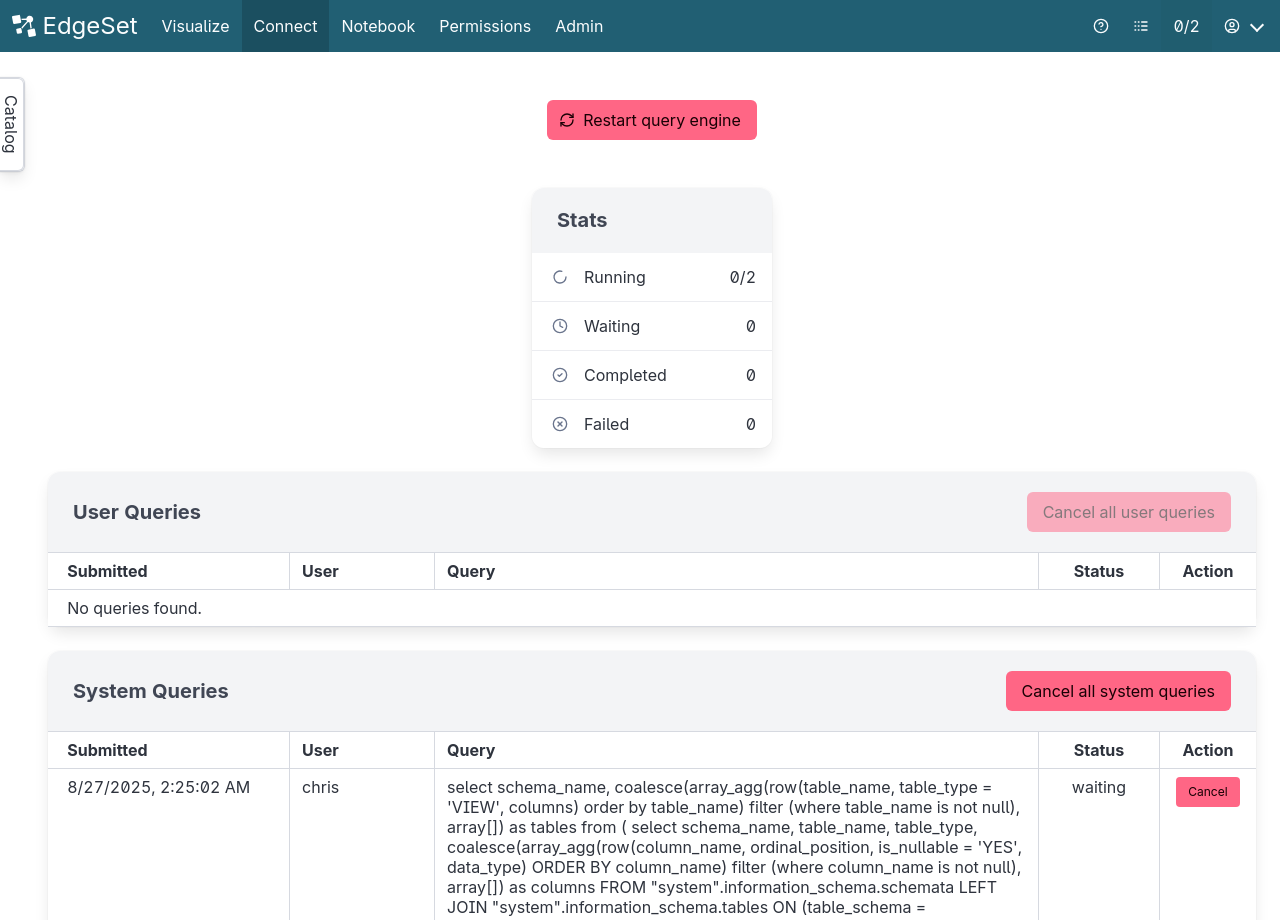 EdgeSet Visualize Connect Notebook Permissions Admin 0/2
Catalog
Restart query engine
Stats
Running 0/2
Waiting 0
Completed 0
Failed 0
User Queries Cancel all user queries
Submitted User Query Status Action
No queries found.
System Queries Cancel all system queries
Submitted User Query Status Action
8/27/2025, 2:25:02 AM chris select schema_name, coalesce(array_agg(row(table_name, table_type = waiting Cancel
'VIEW', columns) order by table_name) filter (where table_name is not null),
array[]) as tables from ( select schema_name, table_name, table_type,
coalesce(array_agg(row(column_name, ordinal_position, is_nullable = 'YES',
data_type) ORDER BY column_name) filter (where column_name is not null),
array[]) as columns FROM "system".information_schema.schemata LEFT
JOIN "system".information_schema.tables ON (table_schema =